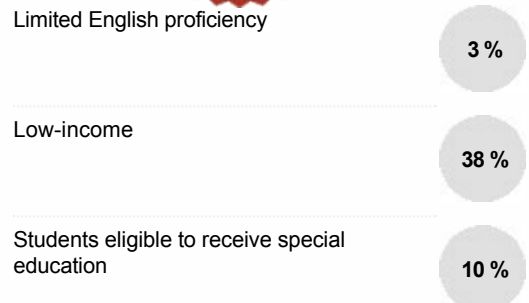 Limited English proficiency
3 %
Low-income
38 %
Students eligible to receive special
education
10 %